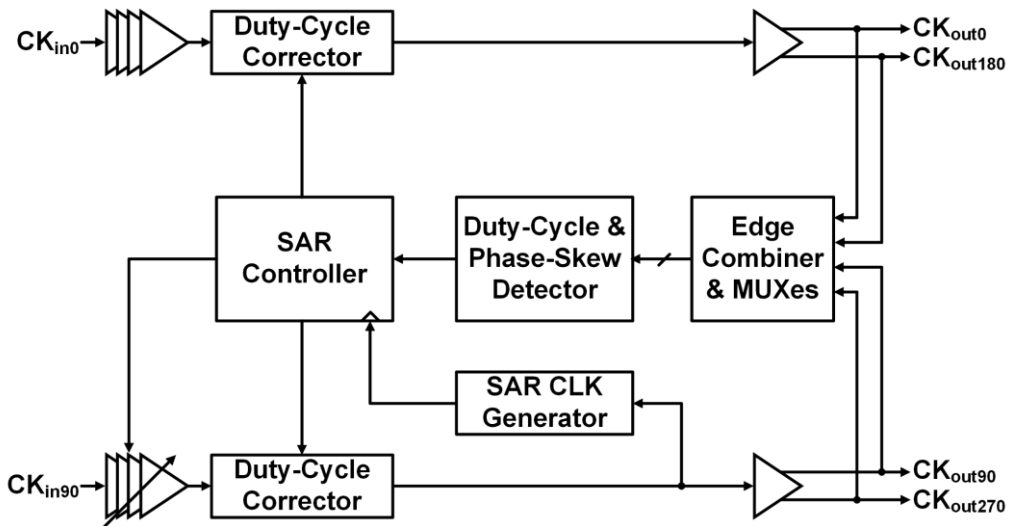 CKin0
Duty-Cycle
Corrector
CKout0
CKout180
SAR
Controller
Duty-Cycle &
Phase-Skew
Detector
Edge
Combiner
& MUXes
SAR CLK
Generator
CKin90
Duty-Cycle
Corrector
CKout90
CKout270